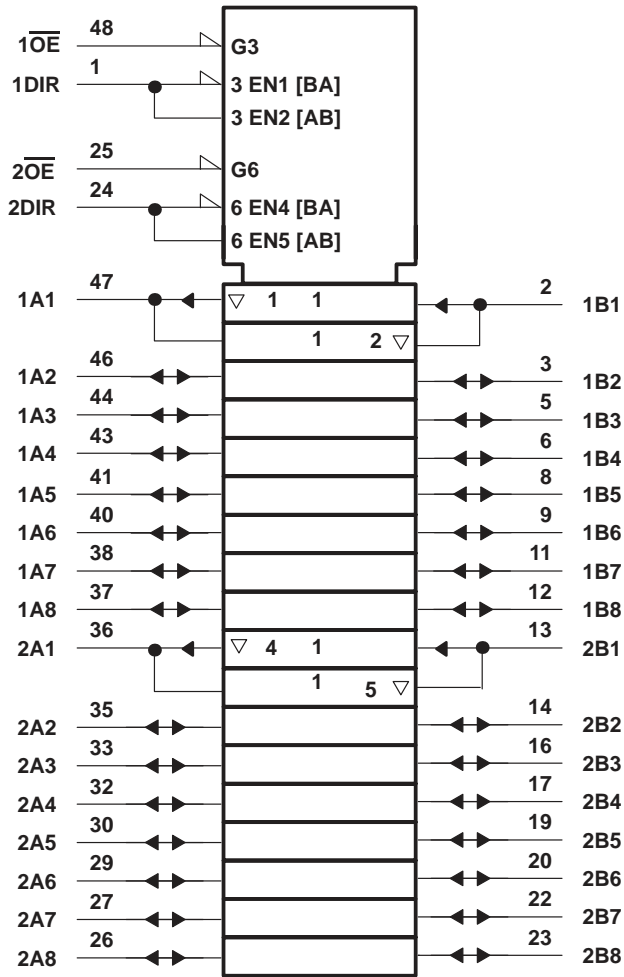 1OE 48 G3
1DIR 1 3 EN1 [BA]
3 EN2 [AB]
2OE 25 G6
2DIR 24 6 EN4 [BA]
6 EN5 [AB]
1A1 47 1 1 2 1B1
1 2
1A2 46 3 1B2
1A3 44 5 1B3
1A4 43 6 1B4
1A5 41 8 1B5
1A6 40 9 1B6
1A7 38 11 1B7
1A8 37 12 1B8
2A1 36 4 1 13 2B1
1 5
2A2 35 14 2B2
2A3 33 16 2B3
2A4 32 17 2B4
2A5 30 19 2B5
2A6 29 20 2B6
2A7 27 22 2B7
2A8 26 23 2B8